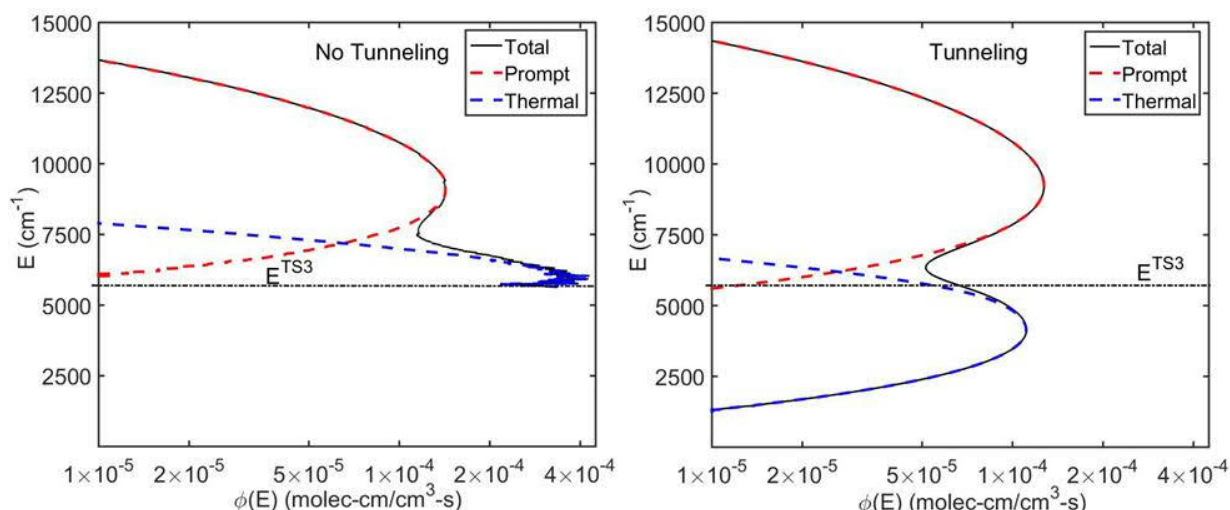 No Tunneling
Total
Prompt
Thermal
15000
12500
10000
7500
5000
2500
E (cm⁻¹)
E^TS3
1×10⁻⁵
2×10⁻⁵
5×10⁻⁵
1×10⁻⁴
2×10⁻⁴
4×10⁻⁴
ϕ(E) (molec-cm/cm³-s)
Tunneling
Total
Prompt
Thermal
15000
12500
10000
7500
5000
2500
E (cm⁻¹)
E^TS3
1×10⁻⁵
2×10⁻⁵
5×10⁻⁵
1×10⁻⁴
2×10⁻⁴
4×10⁻⁴
ϕ(E) (molec-cm/cm³-s)